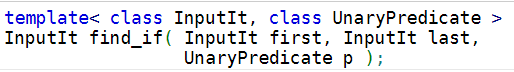 template< class InputIt, class UnaryPredicate >
InputIt find_if( InputIt first, InputIt last,
                 UnaryPredicate p );